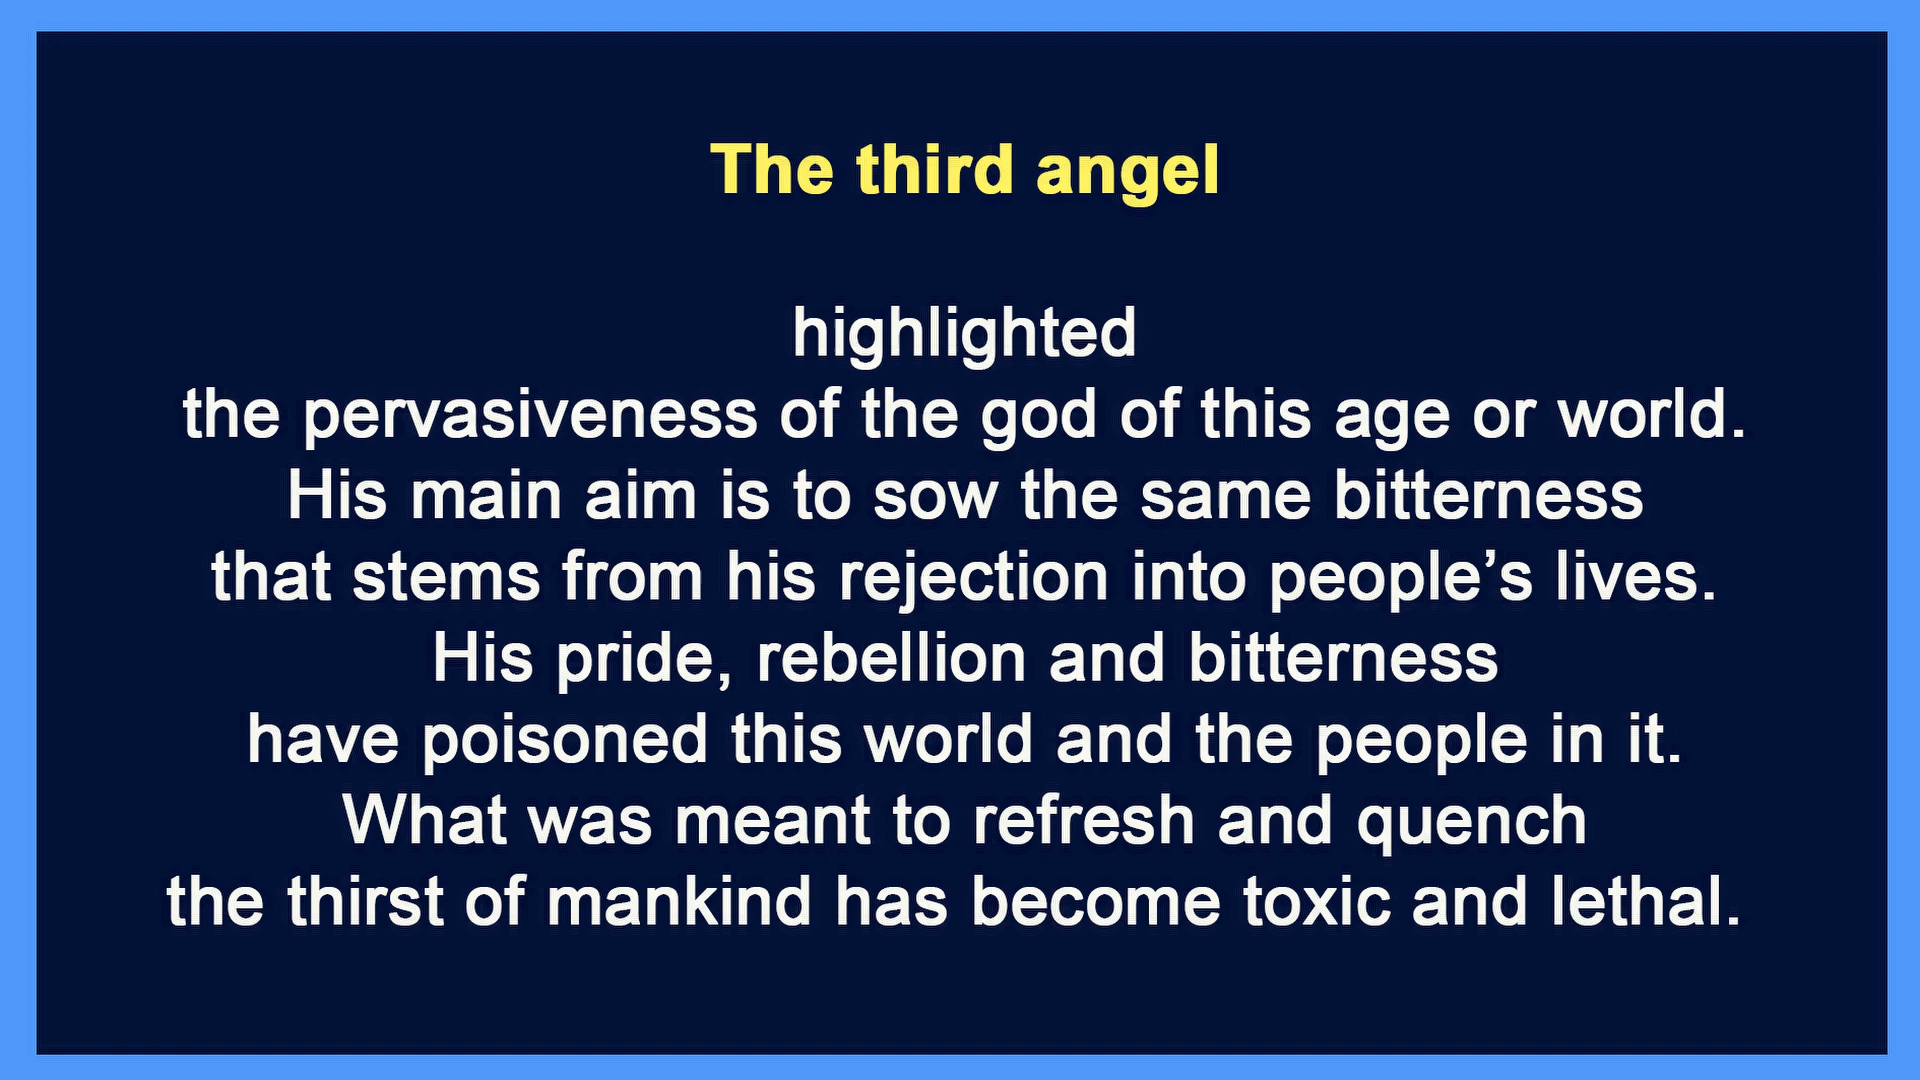 The third angel
highlighted
the pervasiveness of the god of this age or world.
His main aim is to sow the same bitterness
that stems from his rejection into people’s lives.
His pride, rebellion and bitterness
have poisoned this world and the people in it.
What was meant to refresh and quench
the thirst of mankind has become toxic and lethal.